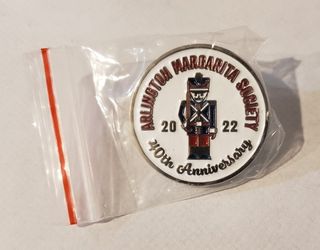 ARLINGTON MARGARITA SOCIETY
20 22
40th Anniversary